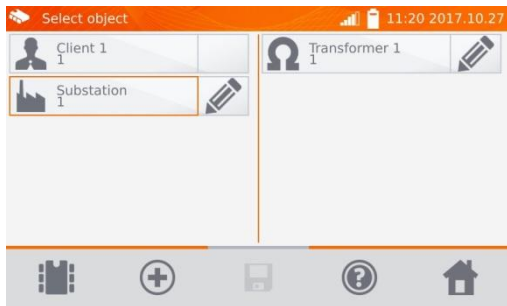 Select object
11:20 2017.10.27
Client 1
1
Substation
1
Transformer 1
1